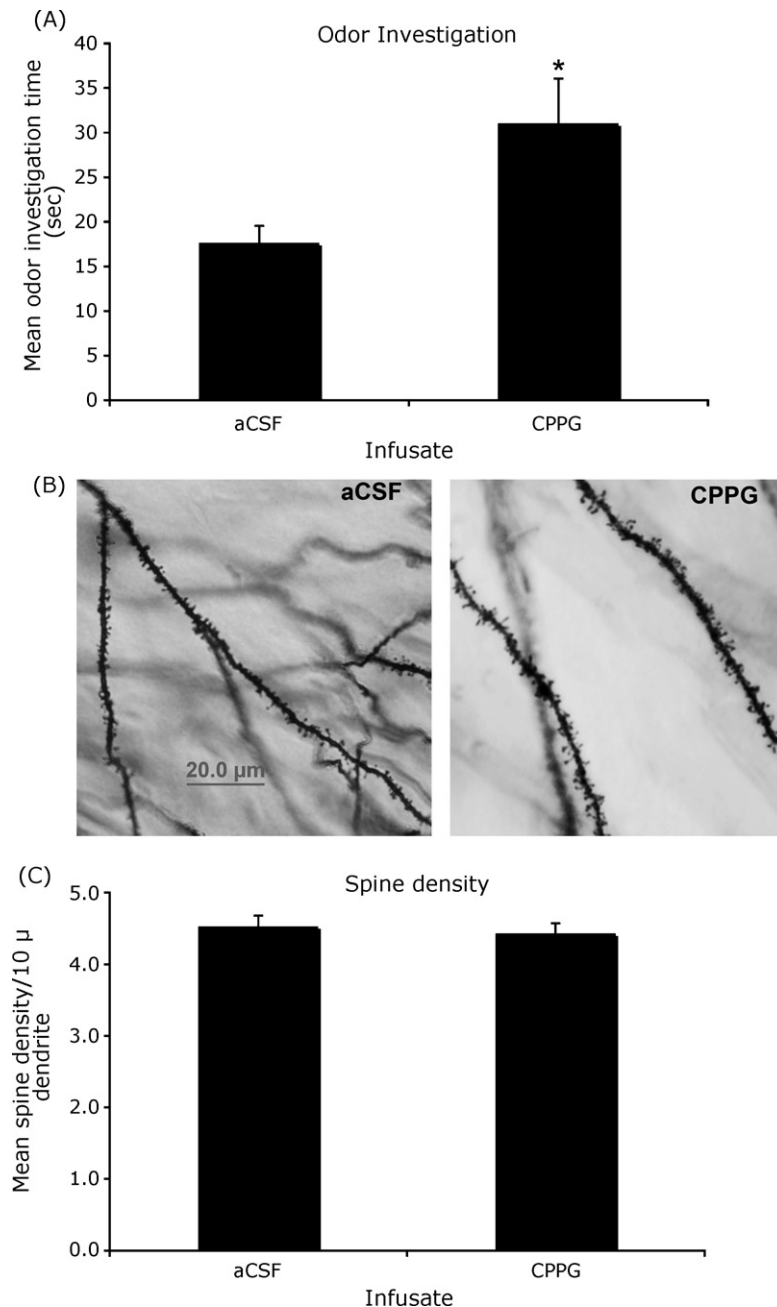 (A)
Odor Investigation
Mean odor investigation time
(sec)
40
35
30
25
20
15
10
5
0
*
aCSF
CPPG
Infusate
(B)
aCSF
CPPG
20.0 µm
(C)
Spine density
Mean spine density/10 µ
dendrite
5.0
4.0
3.0
2.0
1.0
0.0
aCSF
CPPG
Infusate